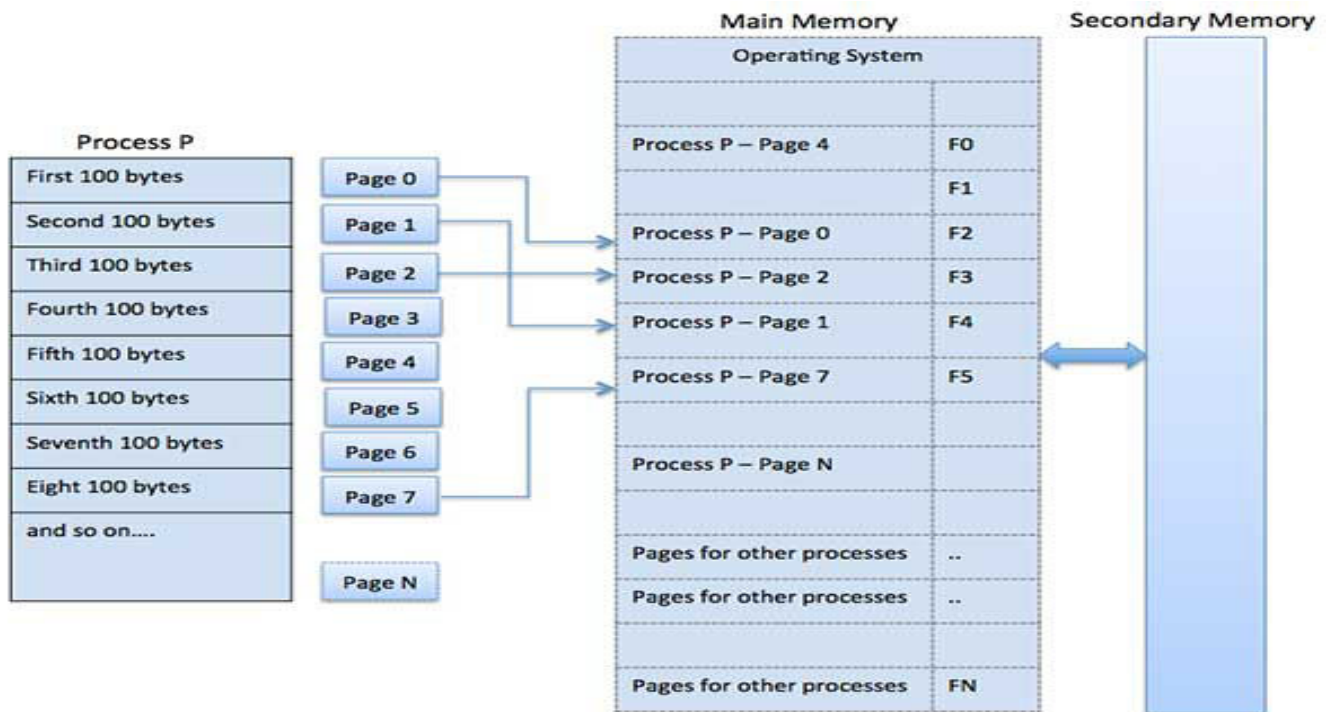 Main Memory
Secondary Memory
Operating System
Process P
First 100 bytes
Second 100 bytes
Third 100 bytes
Fourth 100 bytes
Fifth 100 bytes
Sixth 100 bytes
Seventh 100 bytes
Eight 100 bytes
and so on....
Page 0
Page 1
Page 2
Page 3
Page 4
Page 5
Page 6
Page 7
Page N
Process P – Page 4 F0
F1
Process P – Page 0 F2
Process P – Page 2 F3
Process P – Page 1 F4
Process P – Page 7 F5
Process P – Page N
Pages for other processes ..
Pages for other processes ..
Pages for other processes FN